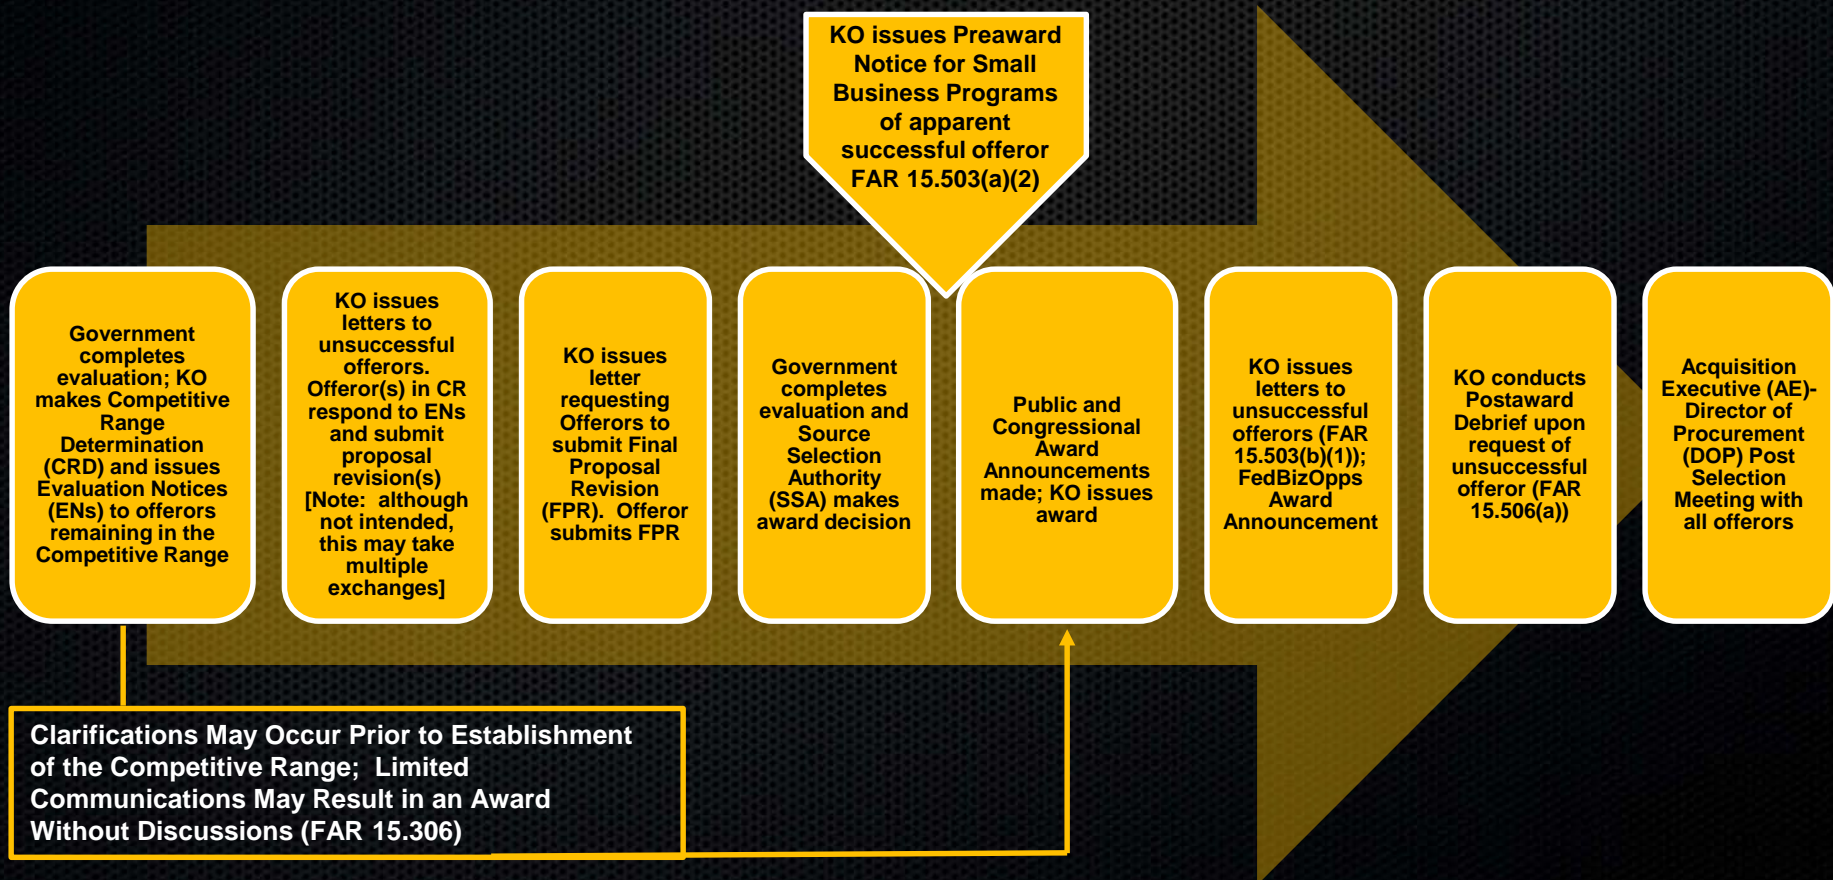 KO issues Preaward
Notice for Small
Business Programs
of apparent
successful offeror
FAR 15.503(a)(2)
Government
completes
evaluation; KO
makes Competitive
Range
Determination
(CRD) and issues
Evaluation Notices
(ENs) to offerors
remaining in the
Competitive Range
KO issues
letters to
unsuccessful
offerors.
Offeror(s) in CR
respond to ENs
and submit
proposal
revision(s)
[Note:  although
not intended,
this may take
multiple
exchanges]
KO issues
letter
requesting
Offerors to
submit Final
Proposal
Revision
(FPR).  Offeror
submits FPR
Government
completes
evaluation and
Source
Selection
Authority
(SSA) makes
award decision
Public and
Congressional
Award
Announcements
made; KO issues
award
KO issues
letters to
unsuccessful
offerors (FAR
15.503(b)(1));
FedBizOpps
Award
Announcement
KO conducts
Postaward
Debrief upon
request of
unsuccessful
offeror (FAR
15.506(a))
Acquisition
Executive (AE)-
Director of
Procurement
(DOP) Post
Selection
Meeting with
all offerors
Clarifications May Occur Prior to Establishment
of the Competitive Range;  Limited
Communications May Result in an Award
Without Discussions (FAR 15.306)